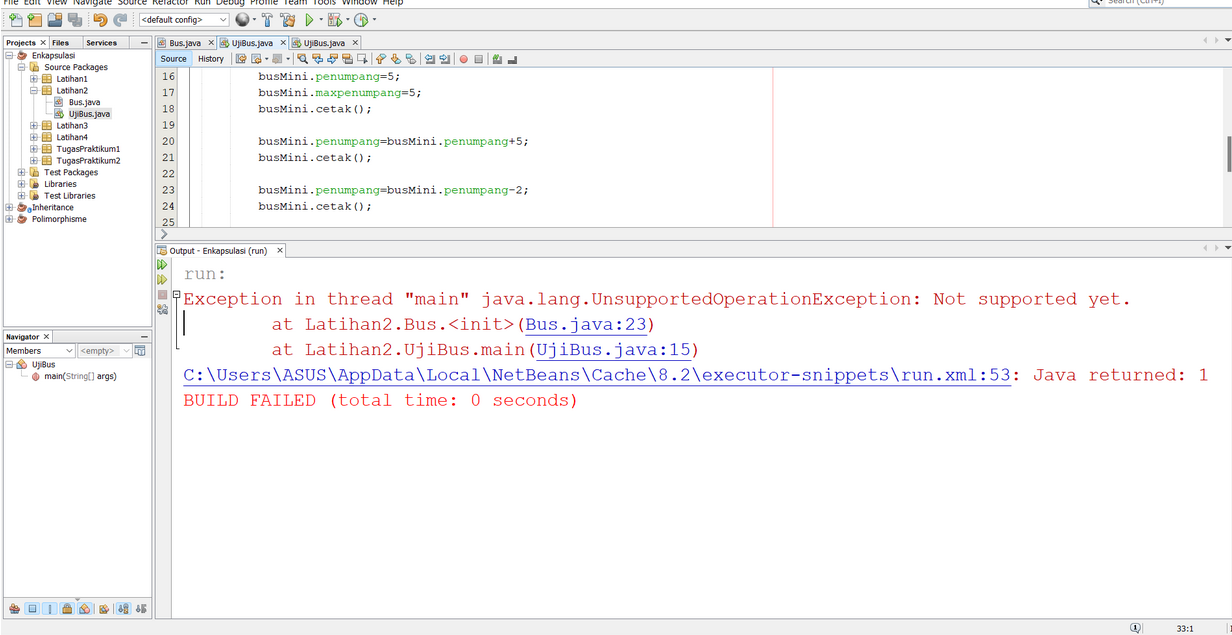 File Edit View Navigate Source Refactor Run Debug Profile Team Tools Window Help
Search (Ctrl+I)
<default config>
Projects Files Services
Enkapsulasi
Source Packages
Latihan1
Latihan2
Bus.java
UjiBus.java
Latihan3
Latihan4
TugasPraktikum1
TugasPraktikum2
Test Packages
Libraries
Test Libraries
Inheritance
Polimorphisme
Navigator
Members <empty>
UjiBus
main(String[] args)
Bus.java UjiBus.java UjiBus.java
Source History
16 busMini.penumpang=5;
17 busMini.maxpenumpang=5;
18 busMini.cetak();
19
20 busMini.penumpang=busMini.penumpang+5;
21 busMini.cetak();
22
23 busMini.penumpang=busMini.penumpang-2;
24 busMini.cetak();
25
Output - Enkapsulasi (run)
run:
Exception in thread "main" java.lang.UnsupportedOperationException: Not supported yet.
at Latihan2.Bus.<init>(Bus.java:23)
at Latihan2.UjiBus.main(UjiBus.java:15)
C:\Users\ASUS\AppData\Local\NetBeans\Cache\8.2\executor-snippets\run.xml:53: Java returned: 1
BUILD FAILED (total time: 0 seconds)
1
33:1